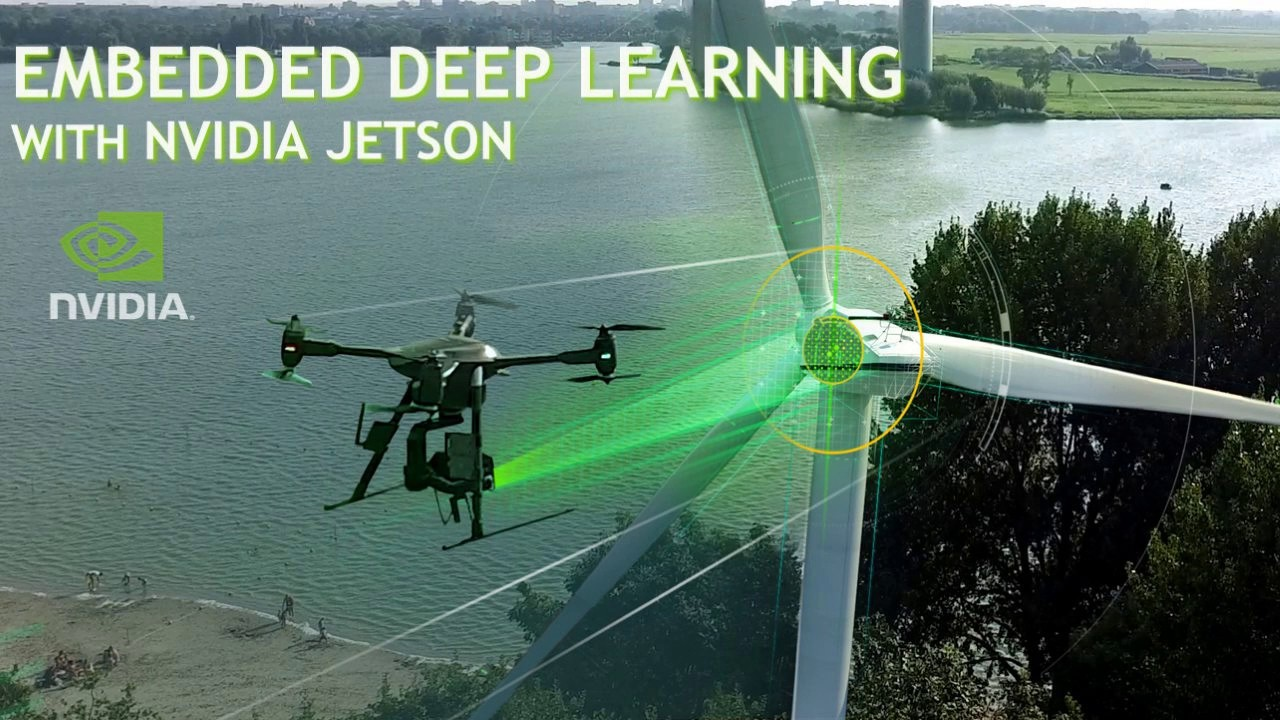 EMBEDDED DEEP LEARNING
WITH NVIDIA JETSON
NVIDIA.